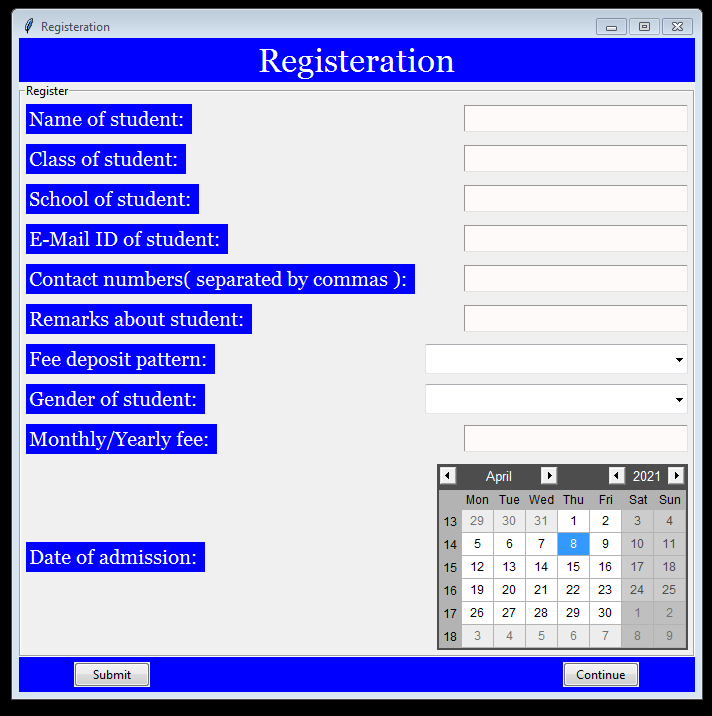 Registeration
Registeration
Register
Name of student:
Class of student:
School of student:
E-Mail ID of student:
Contact numbers( separated by commas ):
Remarks about student:
Fee deposit pattern:
Gender of student:
Monthly/Yearly fee:
Date of admission:
April 2021
Mon Tue Wed Thu Fri Sat Sun
13 29 30 31 1 2 3 4
14 5 6 7 8 9 10 11
15 12 13 14 15 16 17 18
16 19 20 21 22 23 24 25
17 26 27 28 29 30 1 2
18 3 4 5 6 7 8 9
Submit Continue